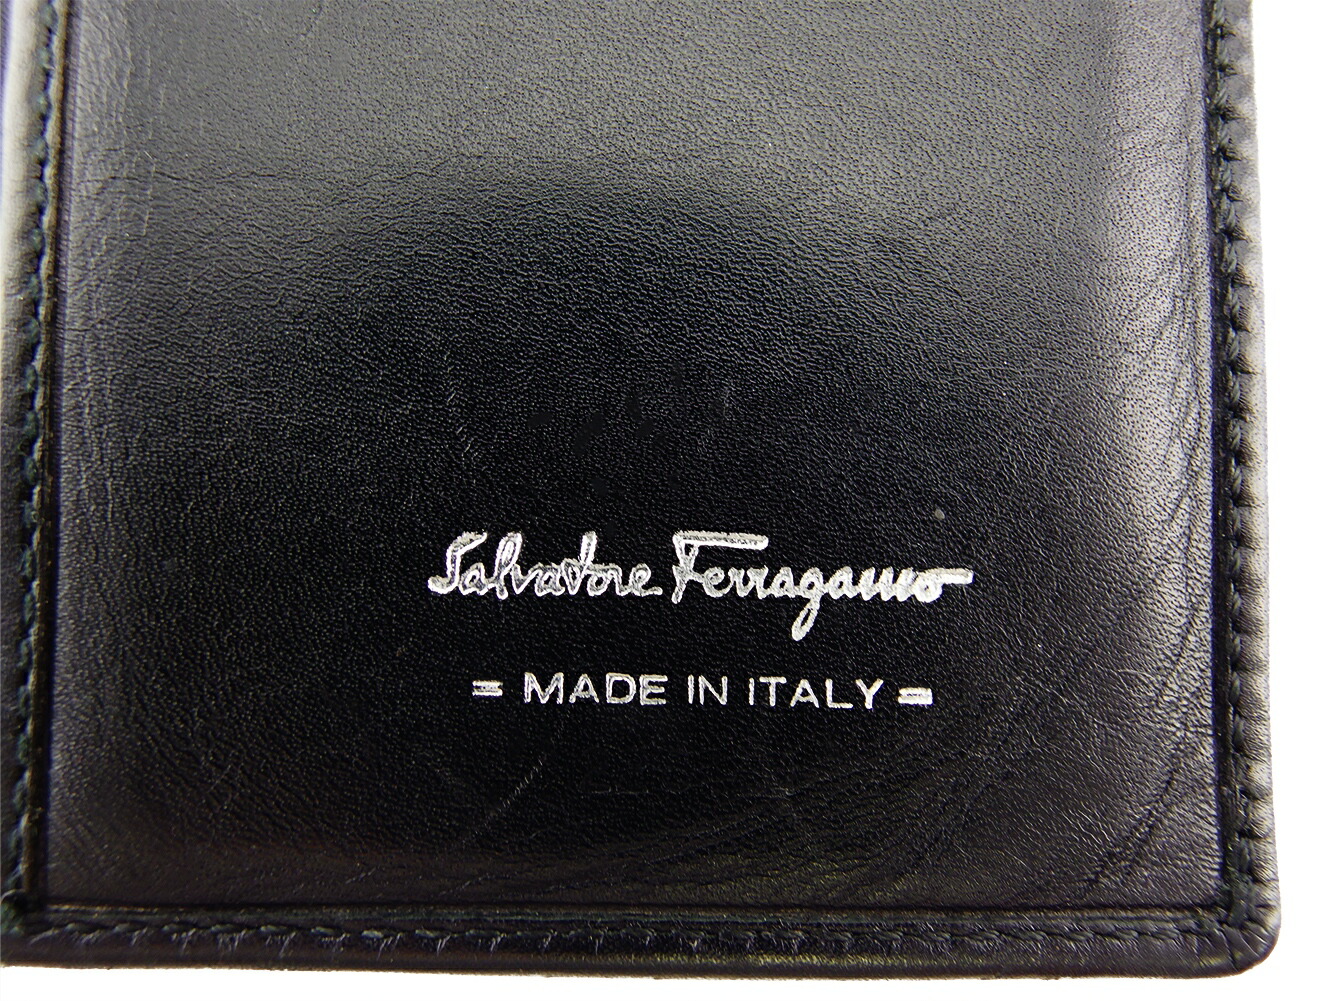 Salvatore Ferragamo
= MADE IN ITALY =